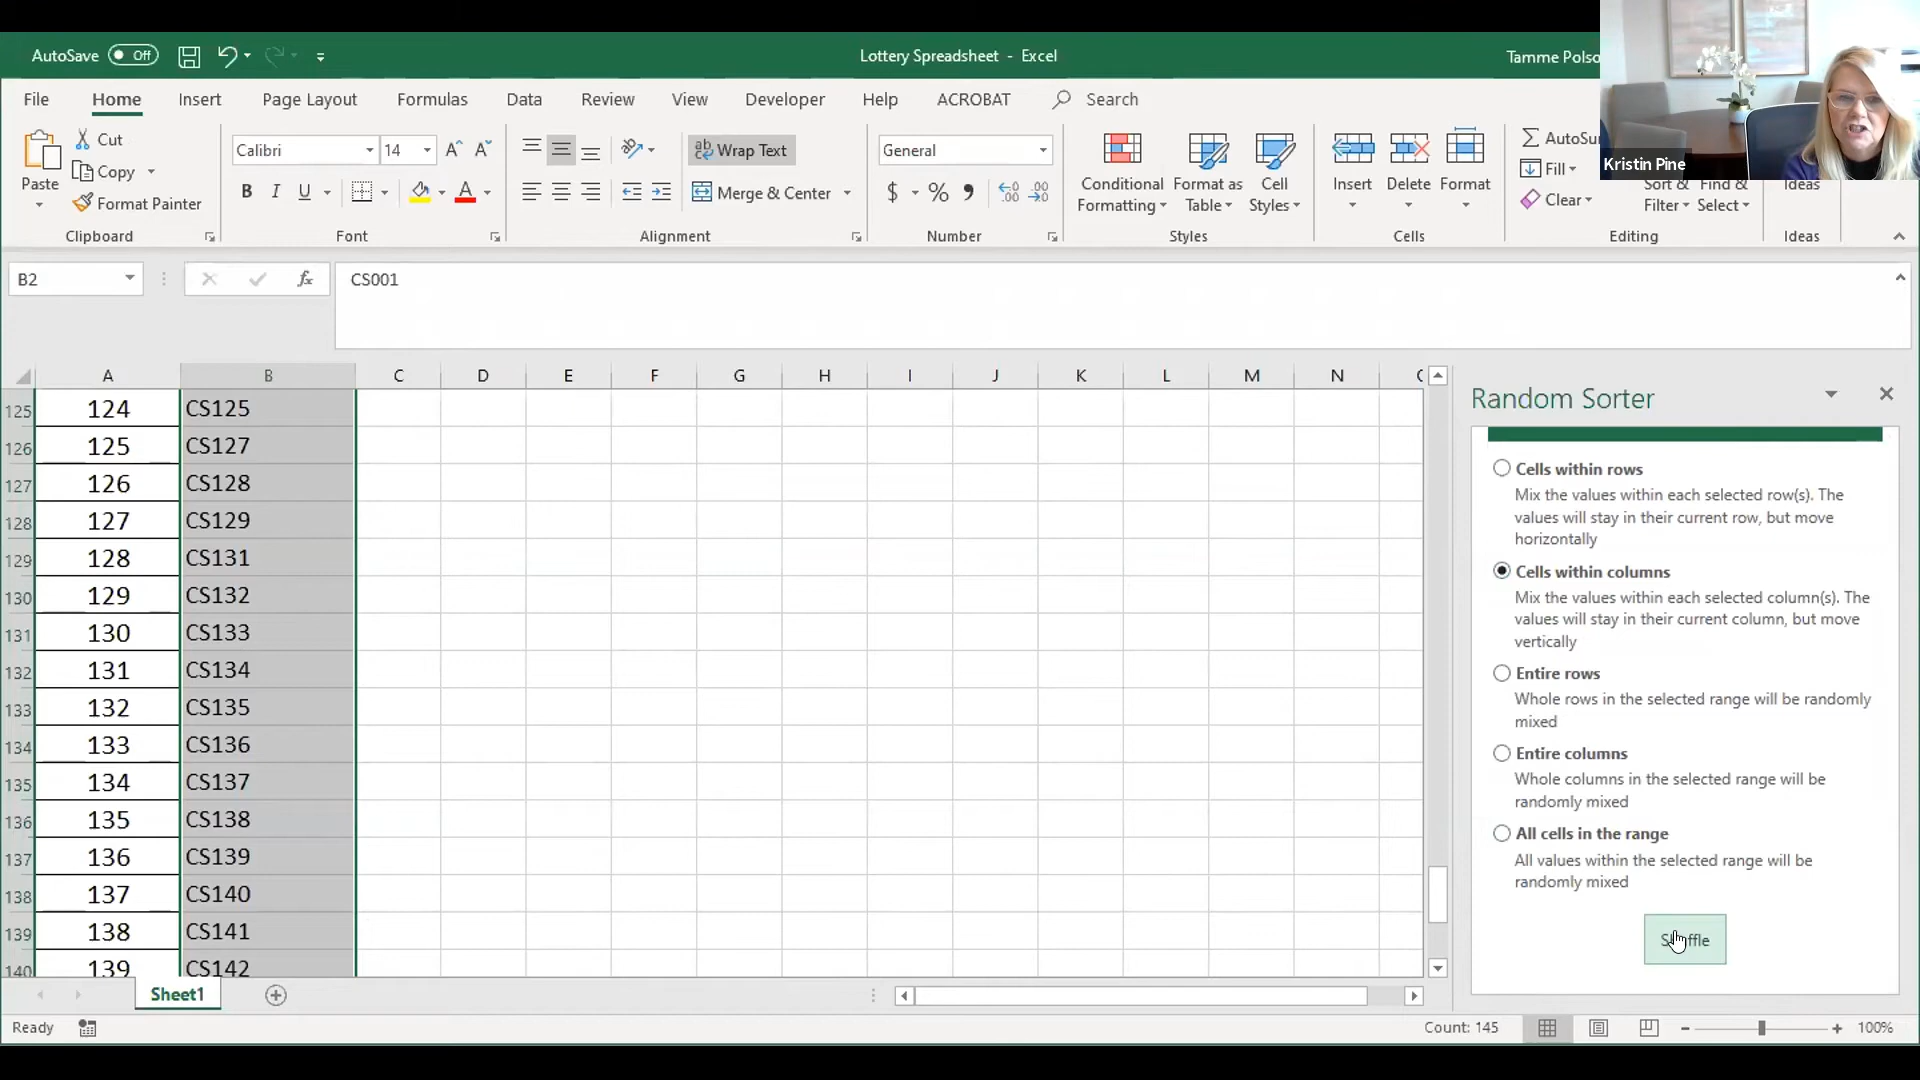 AutoSave Off
Lottery Spreadsheet - Excel
Tamme Polso
File Home Insert Page Layout Formulas Data Review View Developer Help ACROBAT Search
Kristin Pine
Paste
Cut
Copy
Format Painter
Clipboard
Calibri 14
B I U
Font
Wrap Text
Merge & Center
Alignment
General
$ % ,
Number
Conditional
Formatting
Format as
Table
Cell
Styles
Styles
Insert
Delete
Format
Cells
AutoSu
Fill
Clear
Sort &
Filter
Find &
Select
Editing
Ideas
Ideas
B2
fx
CS001
A B C D E F G H I J K L M N
125 124 CS125
126 125 CS127
127 126 CS128
128 127 CS129
129 128 CS131
130 129 CS132
131 130 CS133
132 131 CS134
133 132 CS135
134 133 CS136
135 134 CS137
136 135 CS138
137 136 CS139
138 137 CS140
139 138 CS141
140 139 CS142
Random Sorter
Cells within rows
Mix the values within each selected row(s). The
values will stay in their current row, but move
horizontally
Cells within columns
Mix the values within each selected column(s). The
values will stay in their current column, but move
vertically
Entire rows
Whole rows in the selected range will be randomly
mixed
Entire columns
Whole columns in the selected range will be
randomly mixed
All cells in the range
All values within the selected range will be
randomly mixed
Shuffle
Sheet1
Ready
Count: 145
100%